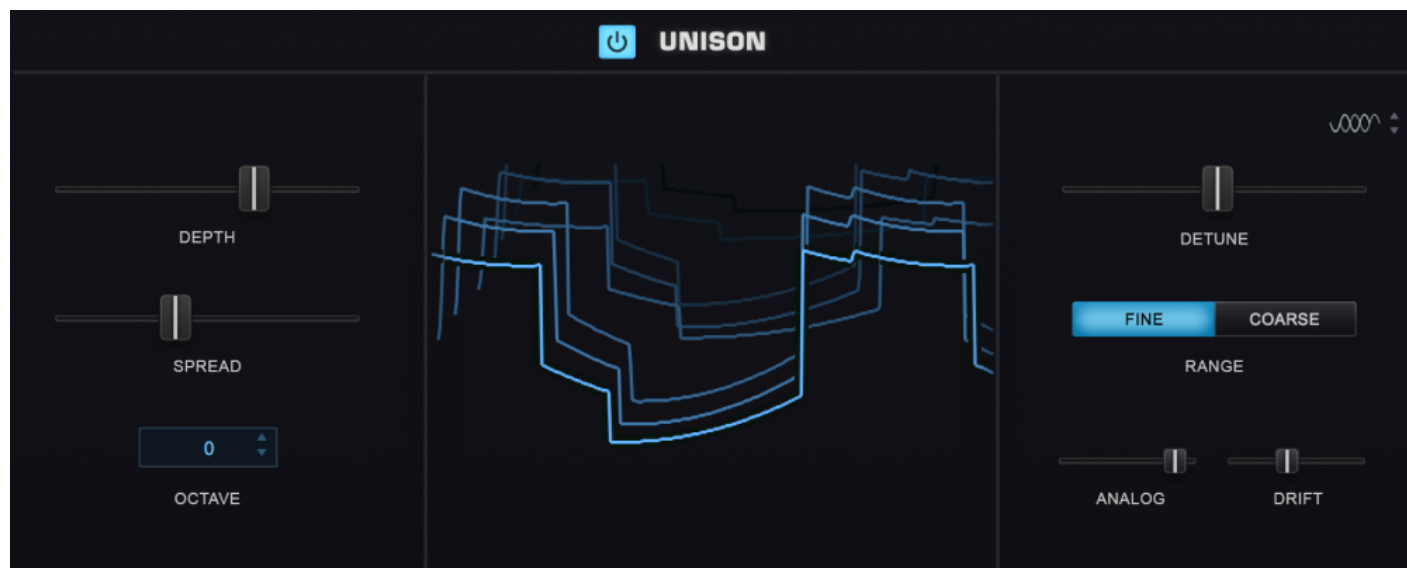 UNISON
DEPTH
SPREAD
0
OCTAVE
DETUNE
FINE COARSE
RANGE
ANALOG DRIFT